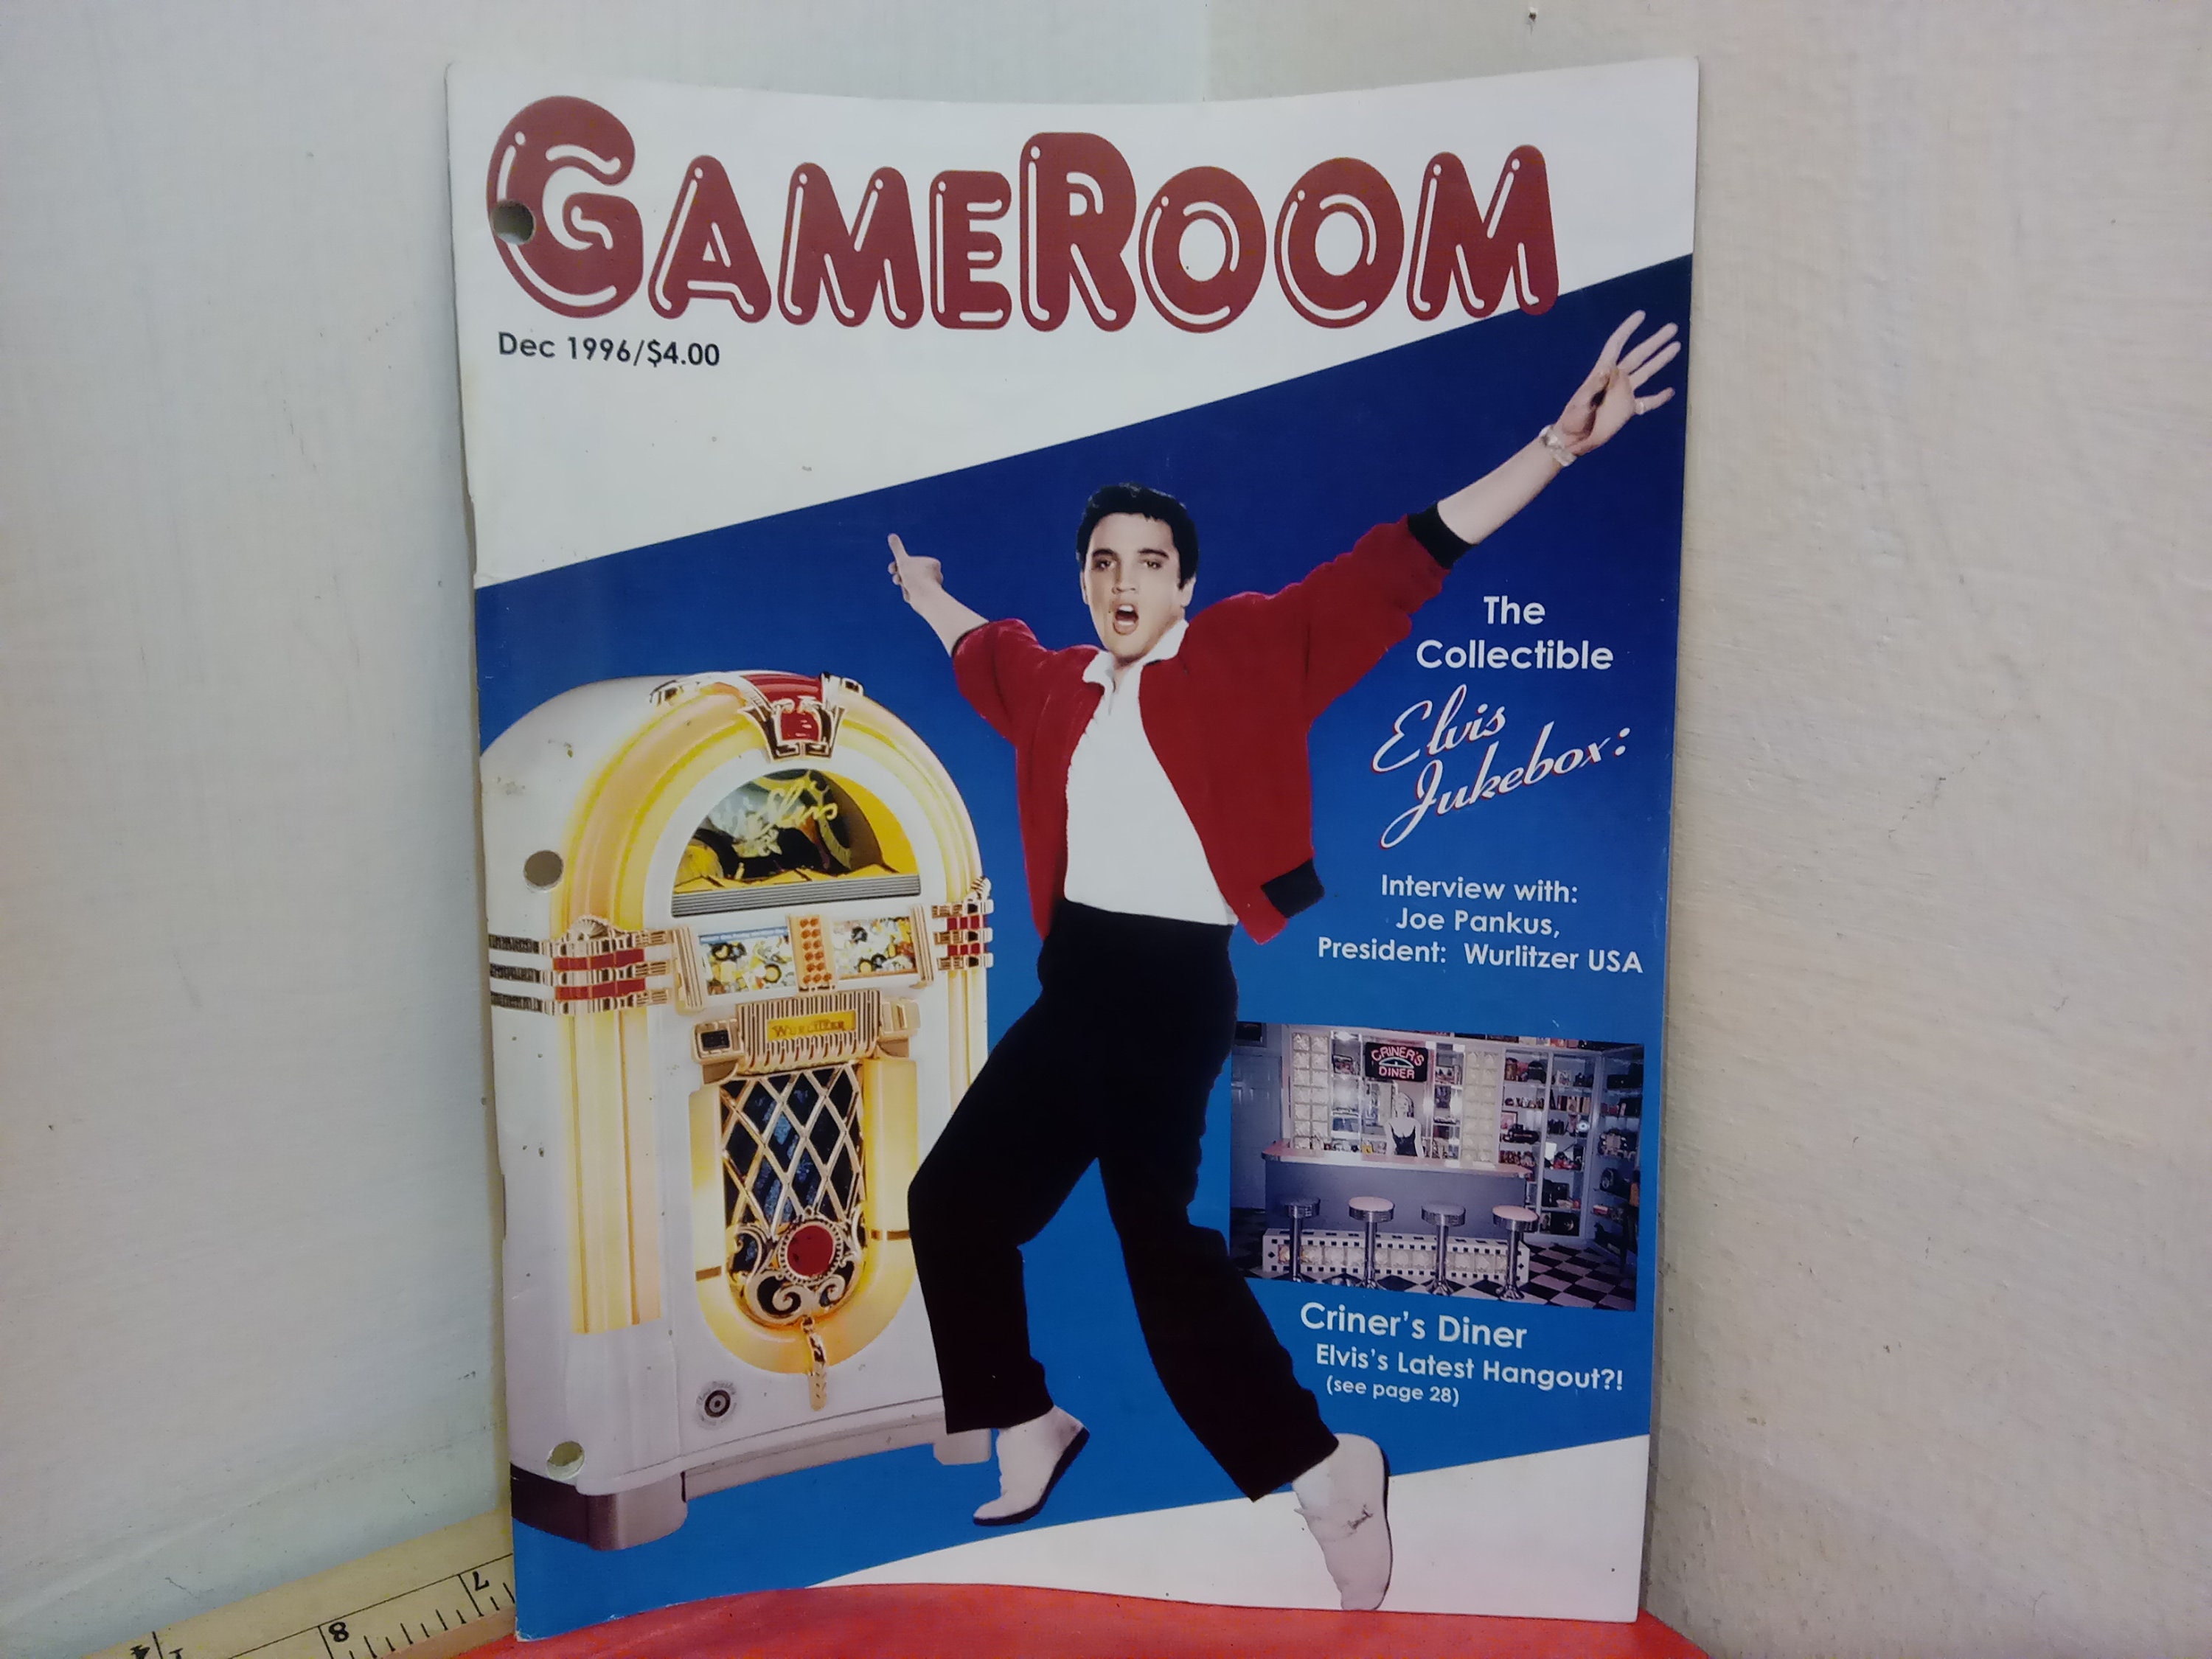 GAMEROOM
Dec 1996/$4.00
The
Collectible
Elvis
Jukebox:
Interview with:
Joe Pankus,
President: Wurlitzer USA
Elvis
WURLITZER
CRINER'S
DINER
Criner's Diner
Elvis's Latest Hangout?!
(see page 28)
7
8